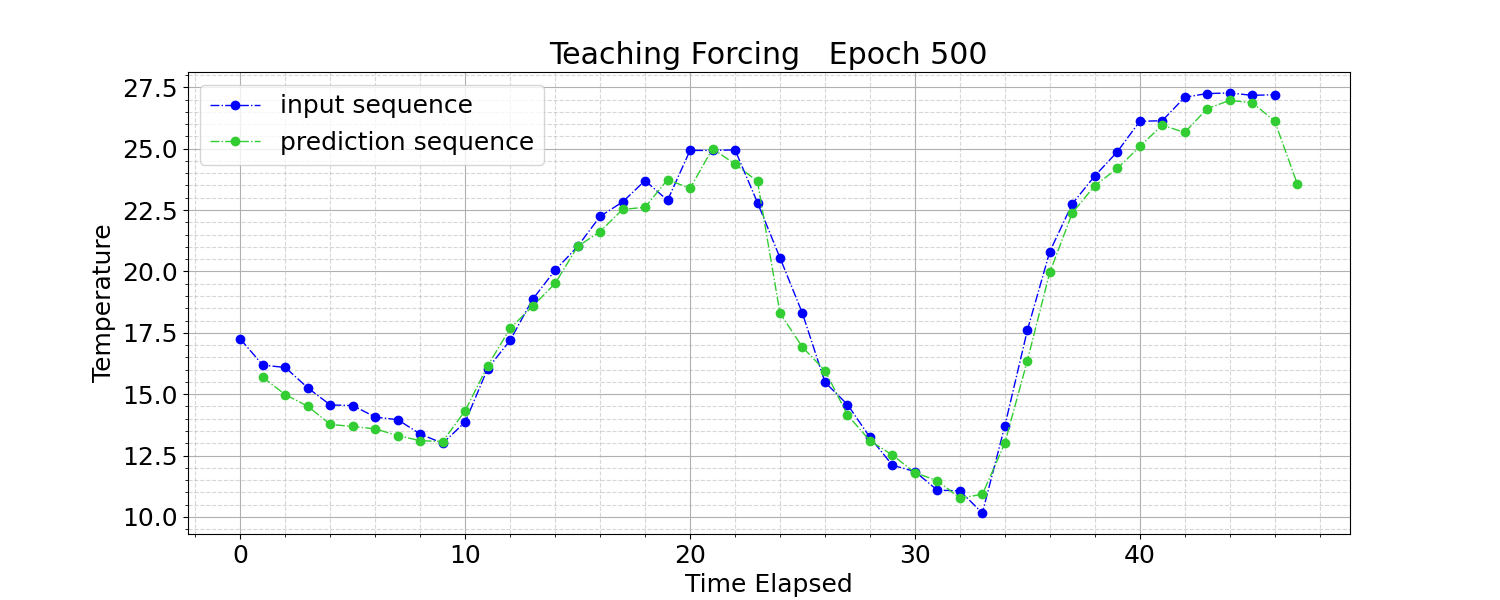 Teaching Forcing   Epoch 500
input sequence
prediction sequence
Temperature
27.5
25.0
22.5
20.0
17.5
15.0
12.5
10.0
0 10 20 30 40
Time Elapsed